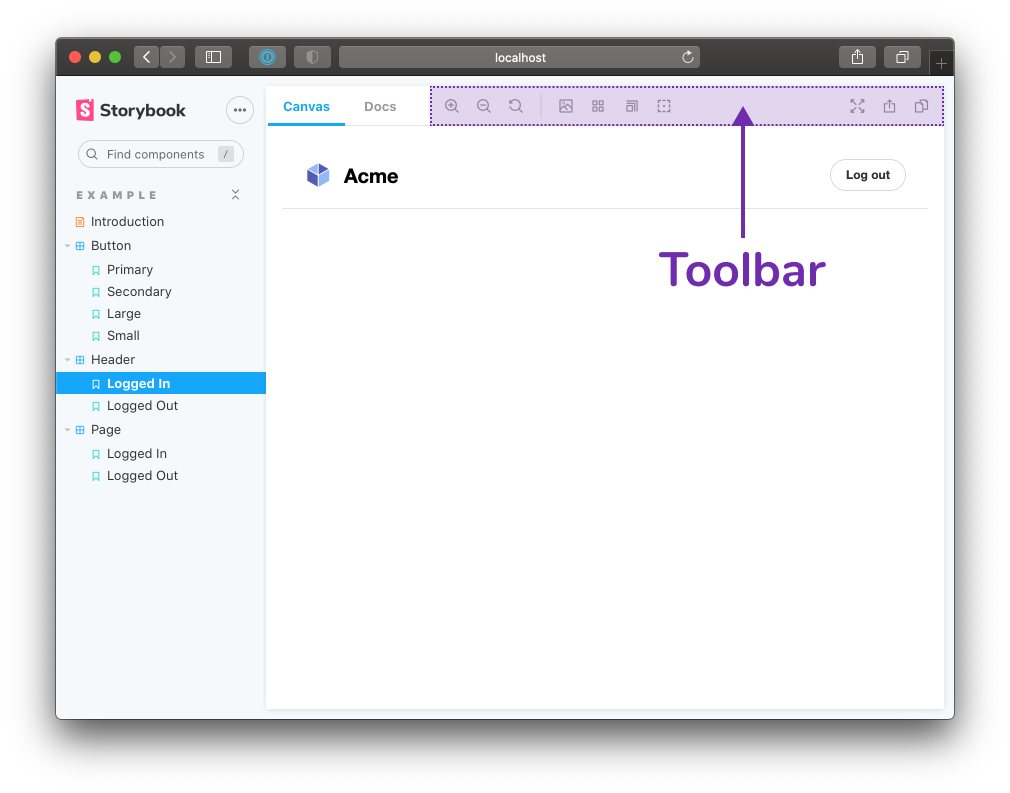 localhost
Storybook
Find components /
EXAMPLE
Introduction
Button
Primary
Secondary
Large
Small
Header
Logged In
Logged Out
Page
Logged In
Logged Out
Canvas Docs
Acme Log out
Toolbar